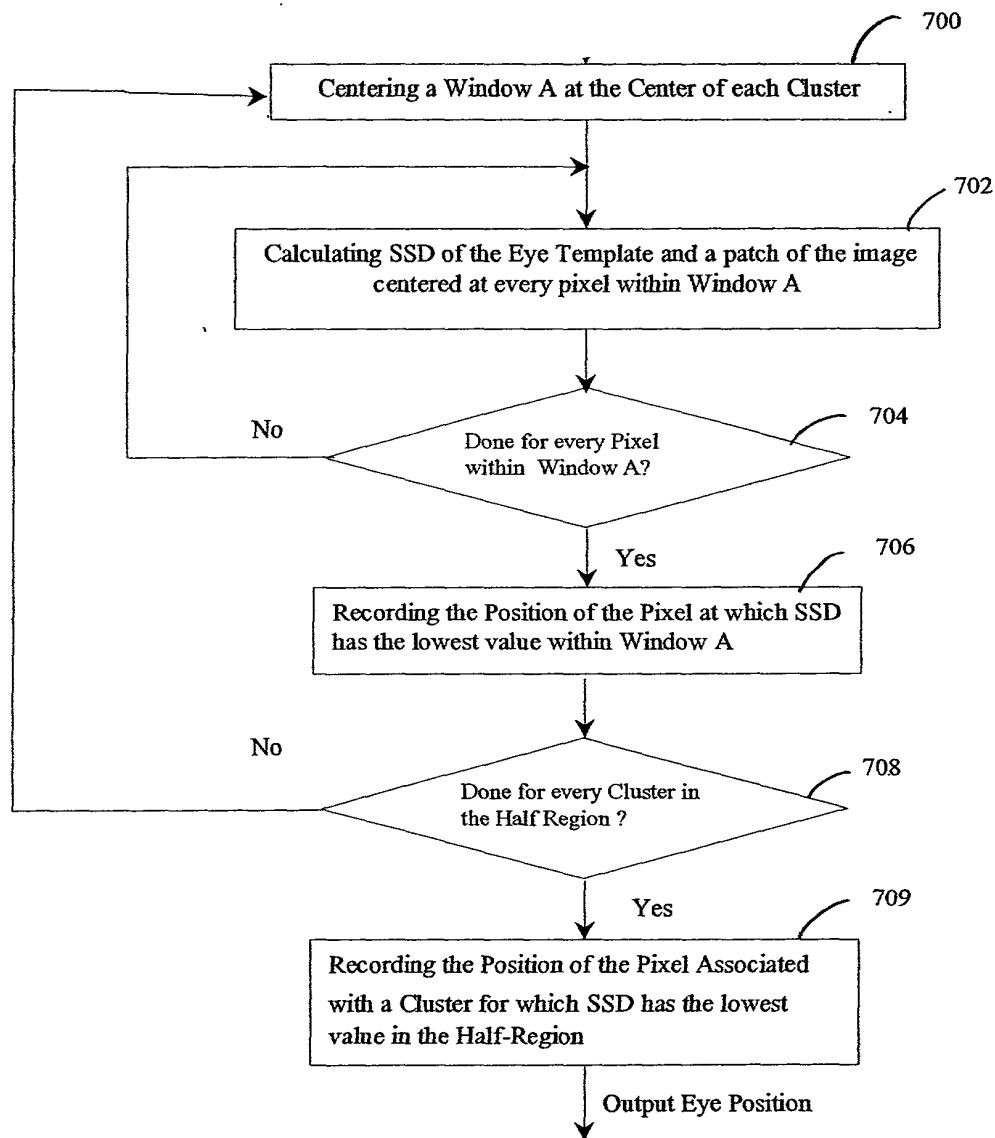 700
Centering a Window A at the Center of each Cluster
702
Calculating SSD of the Eye Template and a patch of the image
centered at every pixel within Window A
704
No
Done for every Pixel
within Window A?
Yes
706
Recording the Position of the Pixel at which SSD
has the lowest value within Window A
No
708
Done for every Cluster in
the Half Region ?
Yes
709
Recording the Position of the Pixel Associated
with a Cluster for which SSD has the lowest
value in the Half-Region
Output Eye Position